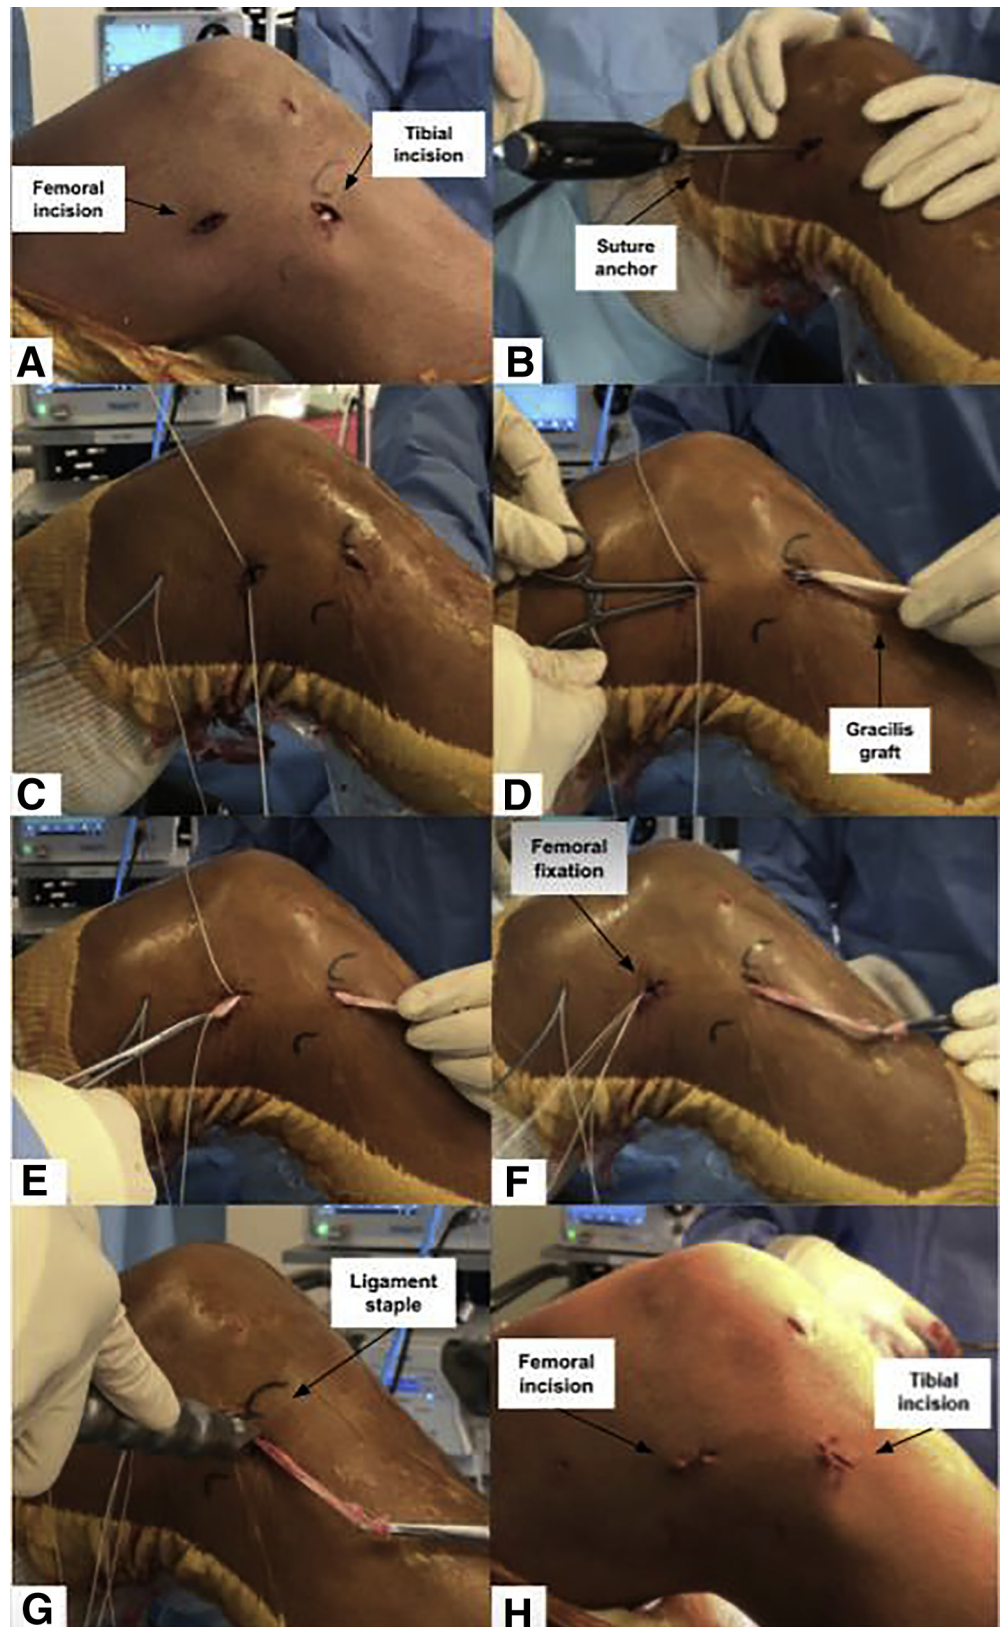 Femoral
incision
Tibial
incision
A
Suture
anchor
B
C
Gracilis
graft
D
E
Femoral
fixation
F
Ligament
staple
G
Femoral
incision
Tibial
incision
H